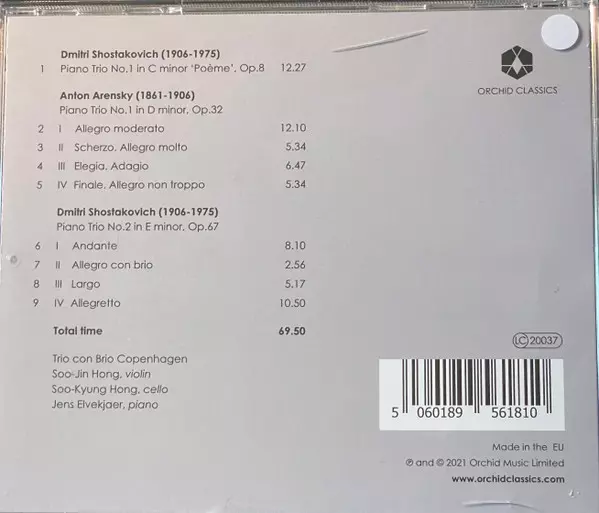 Dmitri Shostakovich (1906-1975)
1 Piano Trio No.1 in C minor 'Poème', Op.8 12.27
Anton Arensky (1861-1906)
Piano Trio No.1 in D minor, Op.32
2 I Allegro moderato 12.10
3 II Scherzo. Allegro molto 5.34
4 III Elegia. Adagio 6.47
5 IV Finale. Allegro non troppo 5.34
Dmitri Shostakovich (1906-1975)
Piano Trio No.2 in E minor, Op.67
6 I Andante 8.10
7 II Allegro con brio 2.56
8 III Largo 5.17
9 IV Allegretto 10.50
Total time 69.50
Trio con Brio Copenhagen
Soo-Jin Hong, violin
Soo-Kyung Hong, cello
Jens Elvekjaer, piano
ORCHID CLASSICS
LC 20037
5 060189 561810
Made in the EU
℗ and © 2021 Orchid Music Limited
www.orchidclassics.com